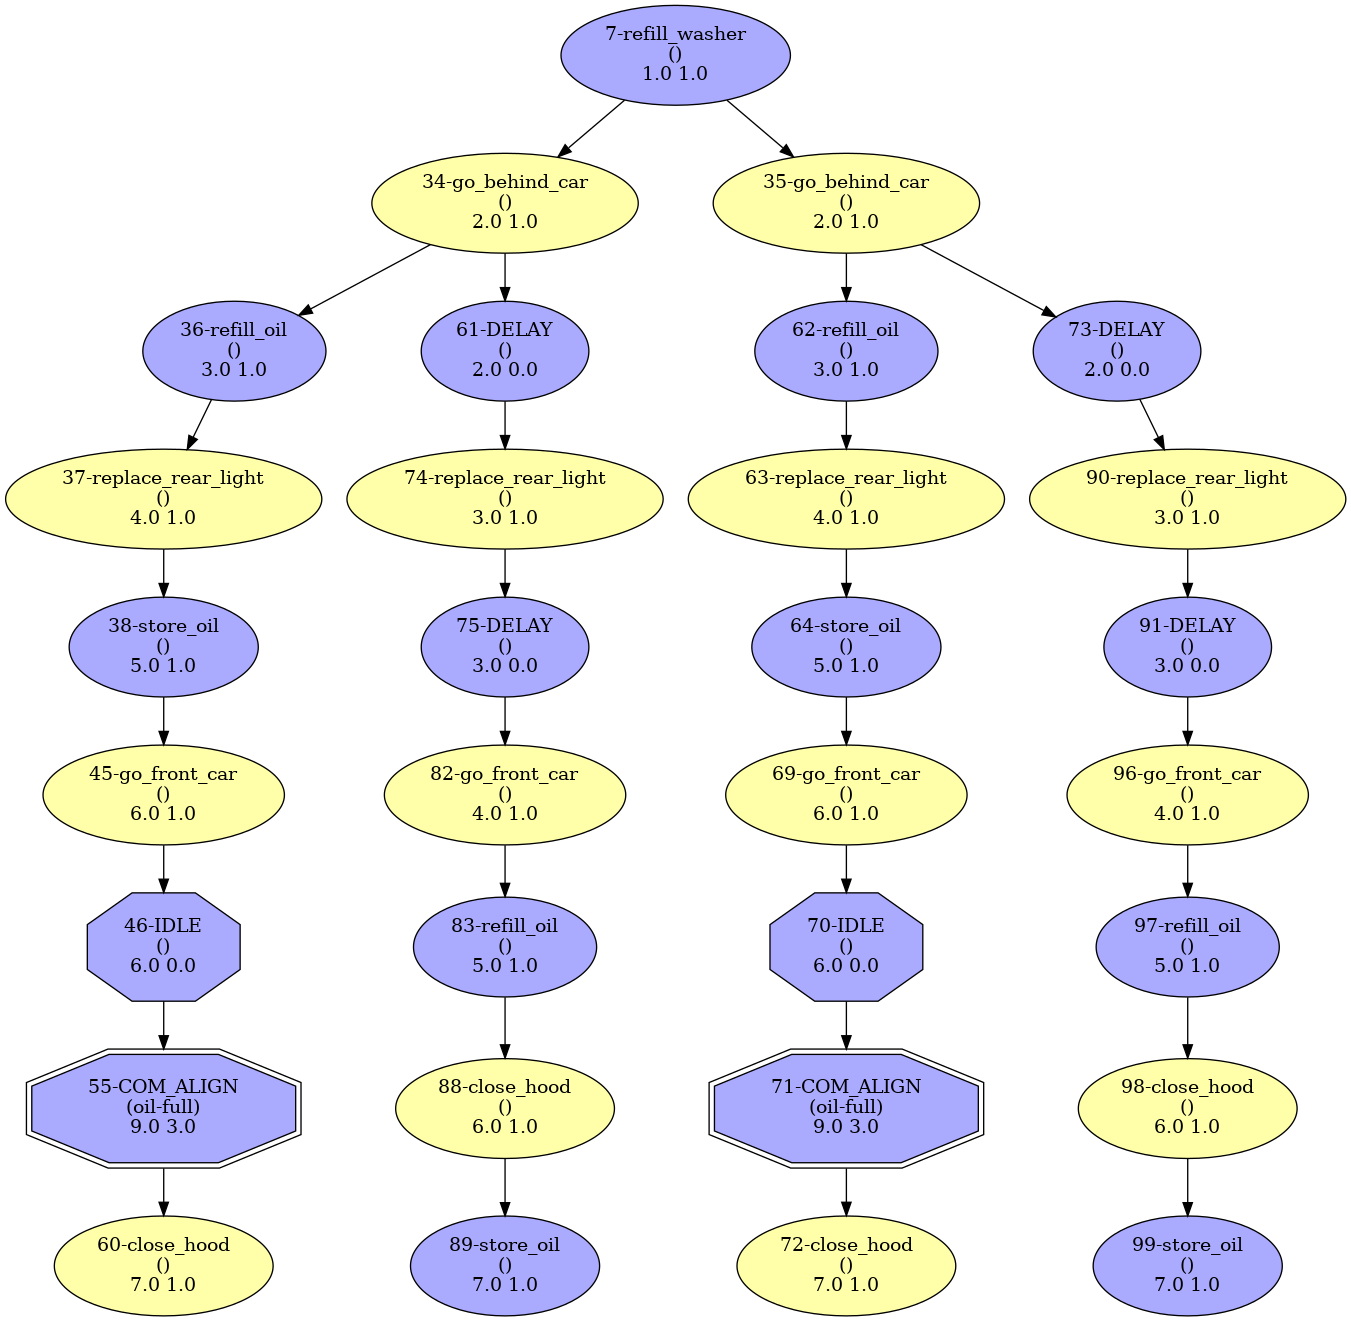 7-refill_washer
()
1.0 1.0
34-go_behind_car
()
2.0 1.0
35-go_behind_car
()
2.0 1.0
36-refill_oil
()
3.0 1.0
61-DELAY
()
2.0 0.0
62-refill_oil
()
3.0 1.0
73-DELAY
()
2.0 0.0
37-replace_rear_light
()
4.0 1.0
74-replace_rear_light
()
3.0 1.0
63-replace_rear_light
()
4.0 1.0
90-replace_rear_light
()
3.0 1.0
38-store_oil
()
5.0 1.0
75-DELAY
()
3.0 0.0
64-store_oil
()
5.0 1.0
91-DELAY
()
3.0 0.0
45-go_front_car
()
6.0 1.0
82-go_front_car
()
4.0 1.0
69-go_front_car
()
6.0 1.0
96-go_front_car
()
4.0 1.0
46-IDLE
()
6.0 0.0
83-refill_oil
()
5.0 1.0
70-IDLE
()
6.0 0.0
97-refill_oil
()
5.0 1.0
55-COM_ALIGN
(oil-full)
9.0 3.0
88-close_hood
()
6.0 1.0
71-COM_ALIGN
(oil-full)
9.0 3.0
98-close_hood
()
6.0 1.0
60-close_hood
()
7.0 1.0
89-store_oil
()
7.0 1.0
72-close_hood
()
7.0 1.0
99-store_oil
()
7.0 1.0